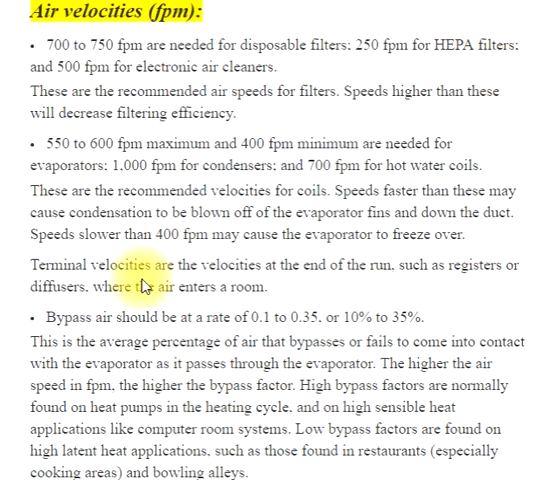 Air velocities (fpm):
• 700 to 750 fpm are needed for disposable filters; 250 fpm for HEPA filters;
and 500 fpm for electronic air cleaners.
These are the recommended air speeds for filters. Speeds higher than these
will decrease filtering efficiency.
• 550 to 600 fpm maximum and 400 fpm minimum are needed for
evaporators; 1,000 fpm for condensers; and 700 fpm for hot water coils.
These are the recommended velocities for coils. Speeds faster than these may
cause condensation to be blown off of the evaporator fins and down the duct.
Speeds slower than 400 fpm may cause the evaporator to freeze over.
Terminal velocities are the velocities at the end of the run, such as registers or
diffusers, where the air enters a room.
• Bypass air should be at a rate of 0.1 to 0.35, or 10% to 35%.
This is the average percentage of air that bypasses or fails to come into contact
with the evaporator as it passes through the evaporator. The higher the air
speed in fpm, the higher the bypass factor. High bypass factors are normally
found on heat pumps in the heating cycle, and on high sensible heat
applications like computer room systems. Low bypass factors are found on
high latent heat applications, such as those found in restaurants (especially
cooking areas) and bowling alleys.